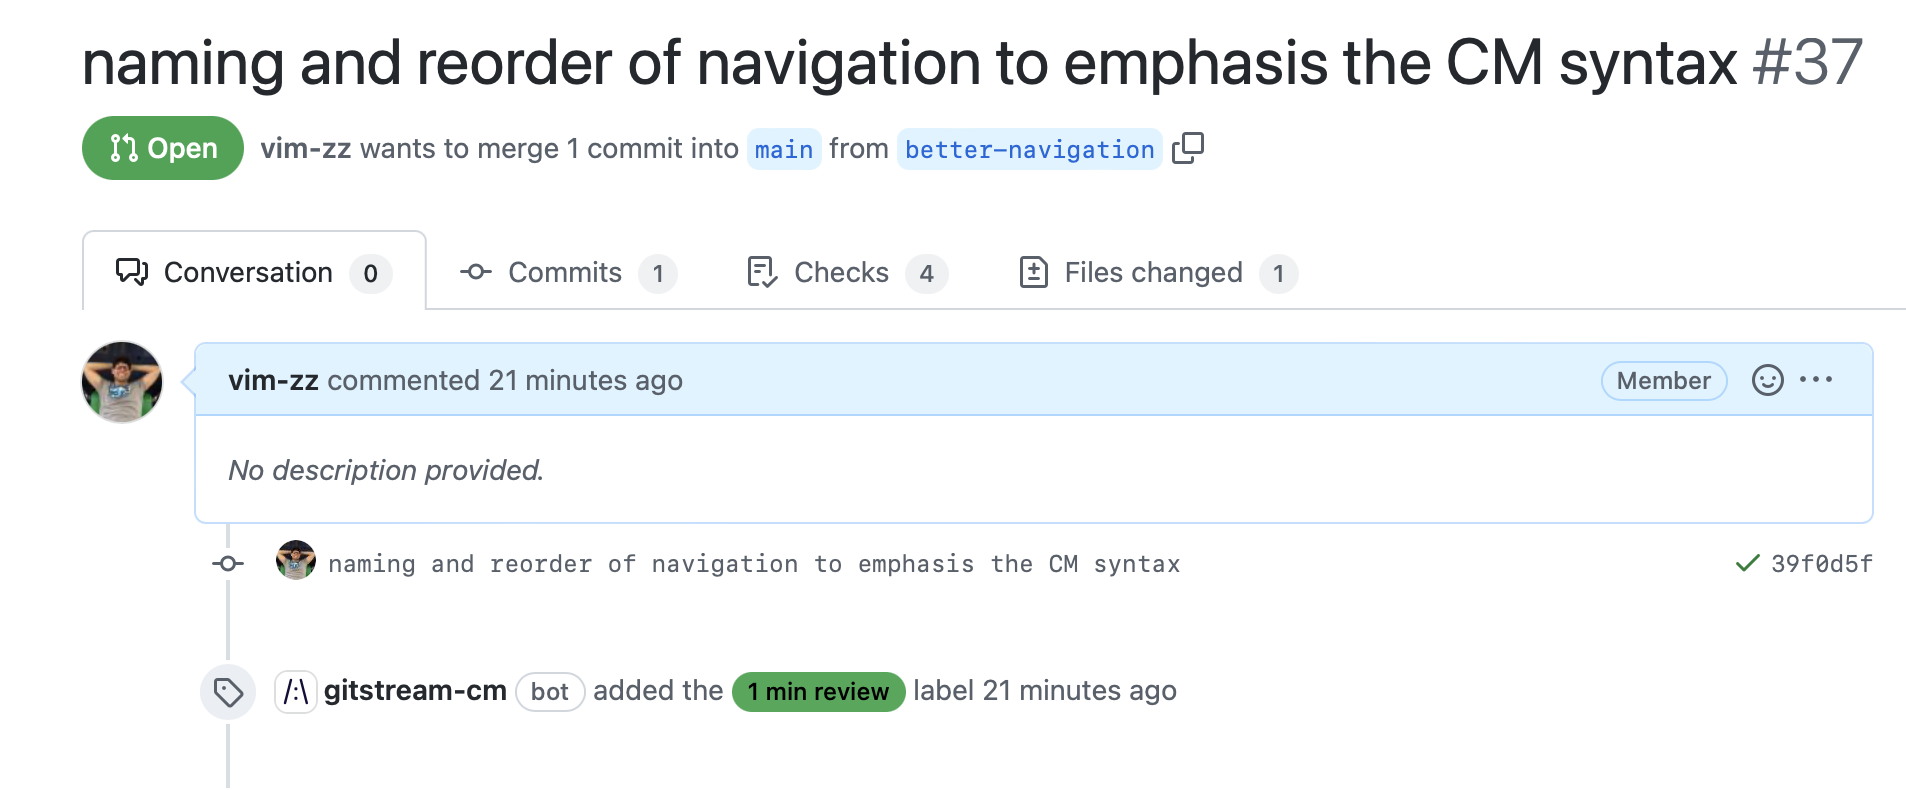 naming and reorder of navigation to emphasis the CM syntax #37
Open vim-zz wants to merge 1 commit into main from better-navigation
Conversation 0 Commits 1 Checks 4 Files changed 1
vim-zz commented 21 minutes ago Member
No description provided.
naming and reorder of navigation to emphasis the CM syntax 39f0d5f
/:\ gitstream-cm bot added the 1 min review label 21 minutes ago